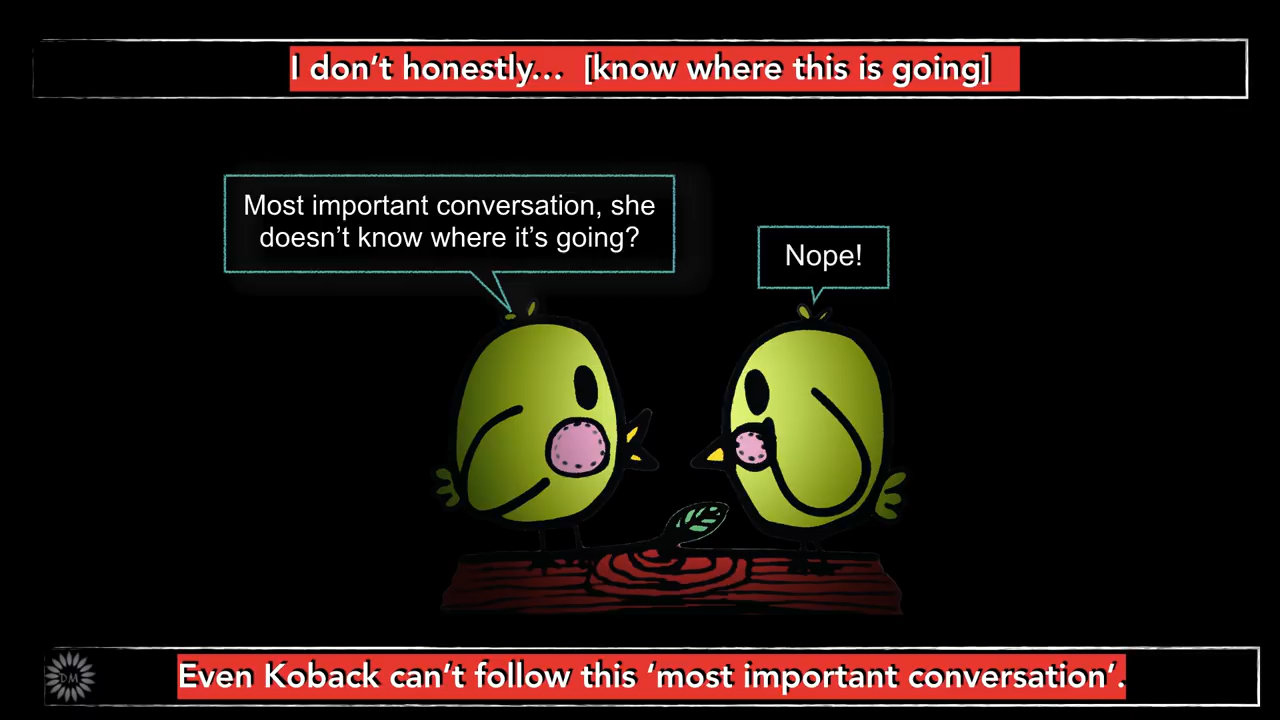 I don't honestly... [know where this is going]
Most important conversation, she
doesn't know where it's going?
Nope!
DM
Even Koback can't follow this 'most important conversation'.